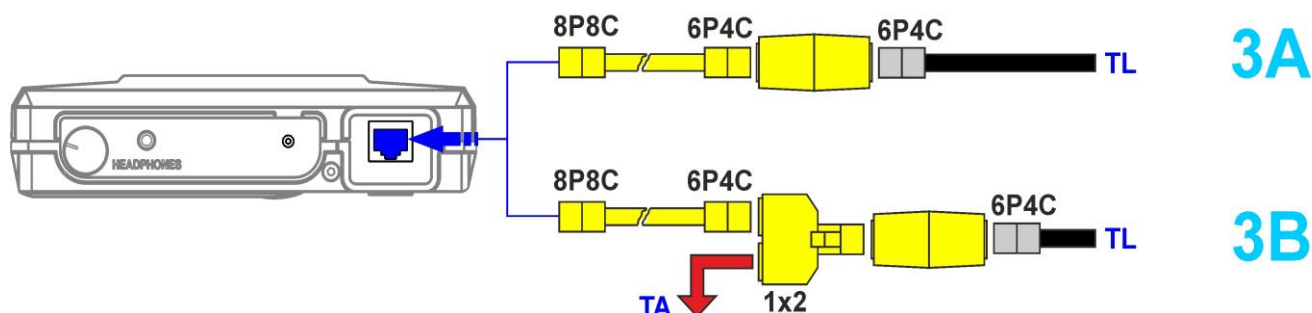 8P8C 6P4C 6P4C
TL
3A
HEADPHONES
8P8C 6P4C 6P4C
TL
3B
TA
1x2